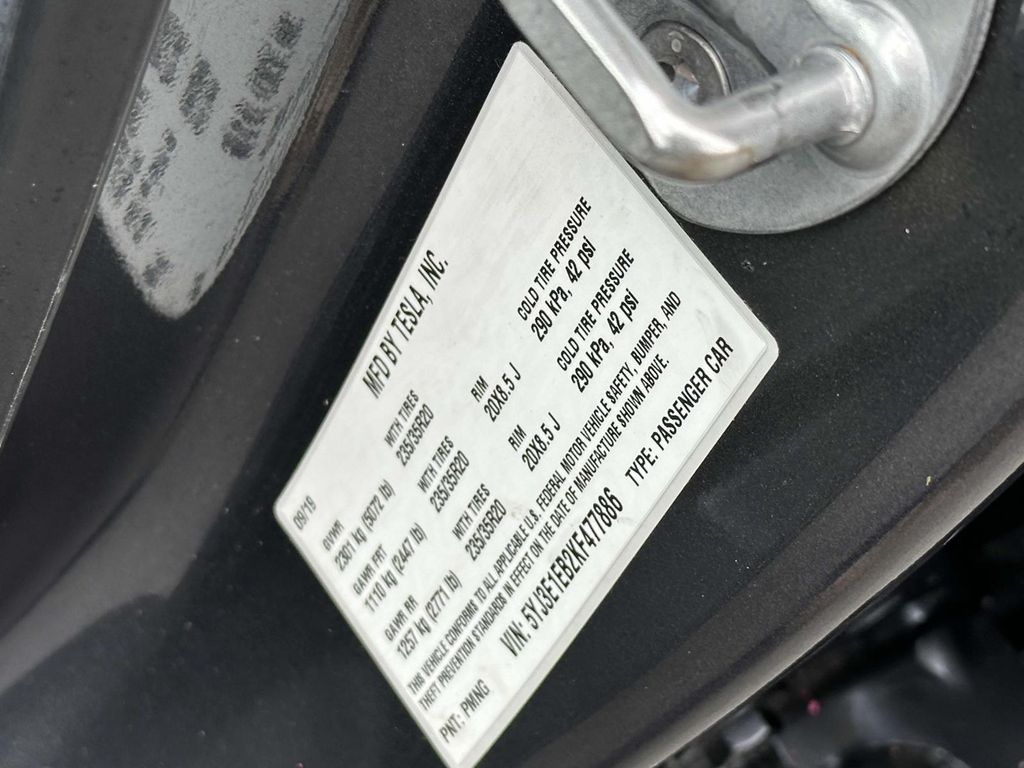 MFD BY TESLA, INC.
09/19
GVWR
2301 kg (5072 lb)
WITH TIRES
235/35R20
RIM
20X8.5 J
COLD TIRE PRESSURE
290 kPa, 42 psi
GAWR FRT
1110 kg (2447 lb)
WITH TIRES
235/35R20
RIM
20X8.5 J
COLD TIRE PRESSURE
290 kPa, 42 psi
GAWR RR
1257 kg (2771 lb)
WITH TIRES
235/35R20
THIS VEHICLE CONFORMS TO ALL APPLICABLE U.S. FEDERAL MOTOR VEHICLE SAFETY, BUMPER, AND
THEFT PREVENTION STANDARDS IN EFFECT ON THE DATE OF MANUFACTURE SHOWN ABOVE.
VIN: 5YJ3E1EB2KF477886
TYPE: PASSENGER CAR
PNT: PMNG